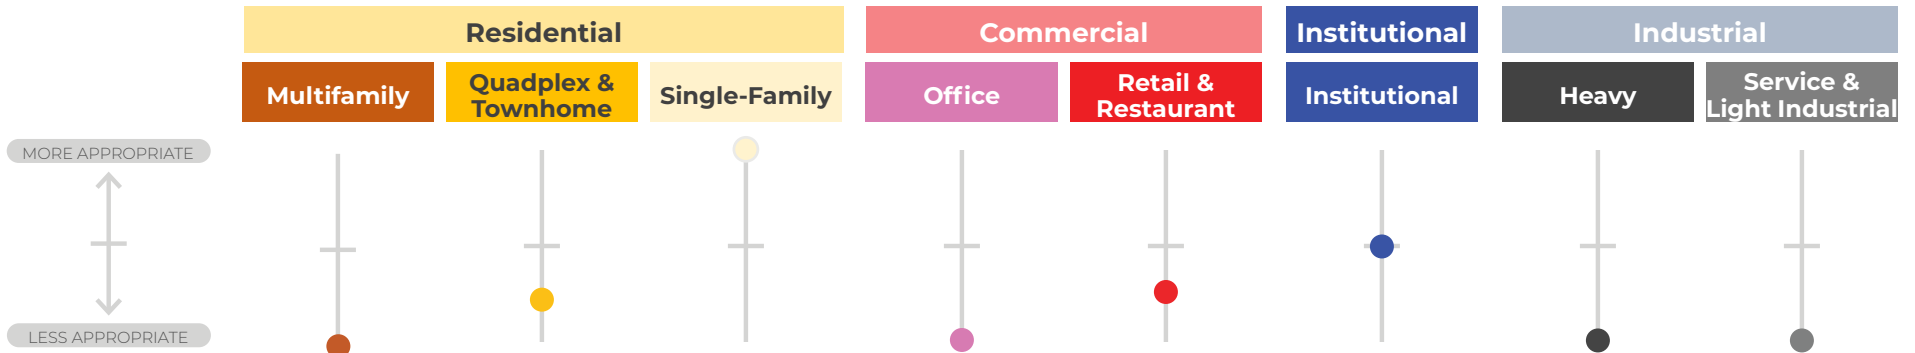 Residential
Commercial
Institutional
Industrial
Multifamily
Quadplex &
Townhome
Single-Family
Office
Retail &
Restaurant
Institutional
Heavy
Service &
Light Industrial
MORE APPROPRIATE
LESS APPROPRIATE